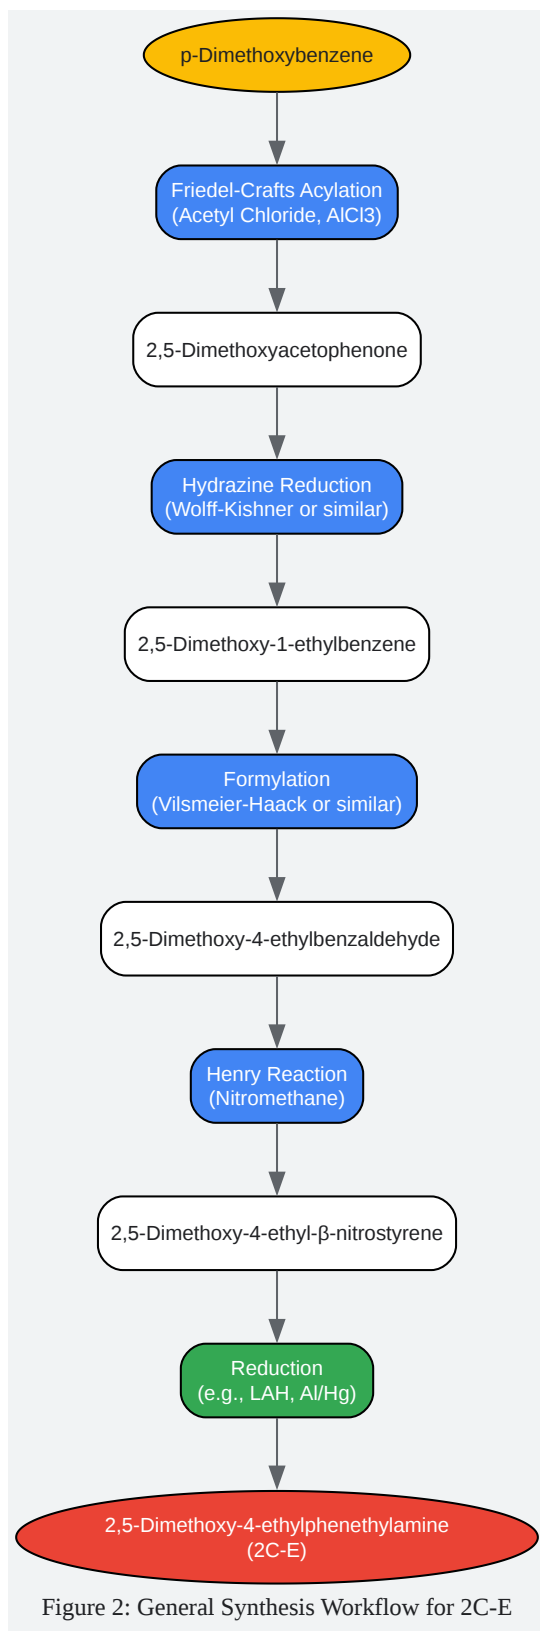 p-Dimethoxybenzene
Friedel-Crafts Acylation
(Acetyl Chloride, AlCl3)
2,5-Dimethoxyacetophenone
Hydrazine Reduction
(Wolff-Kishner or similar)
2,5-Dimethoxy-1-ethylbenzene
Formylation
(Vilsmeier-Haack or similar)
2,5-Dimethoxy-4-ethylbenzaldehyde
Henry Reaction
(Nitromethane)
2,5-Dimethoxy-4-ethyl-β-nitrostyrene
Reduction
(e.g., LAH, Al/Hg)
2,5-Dimethoxy-4-ethylphenethylamine
(2C-E)
Figure 2: General Synthesis Workflow for 2C-E